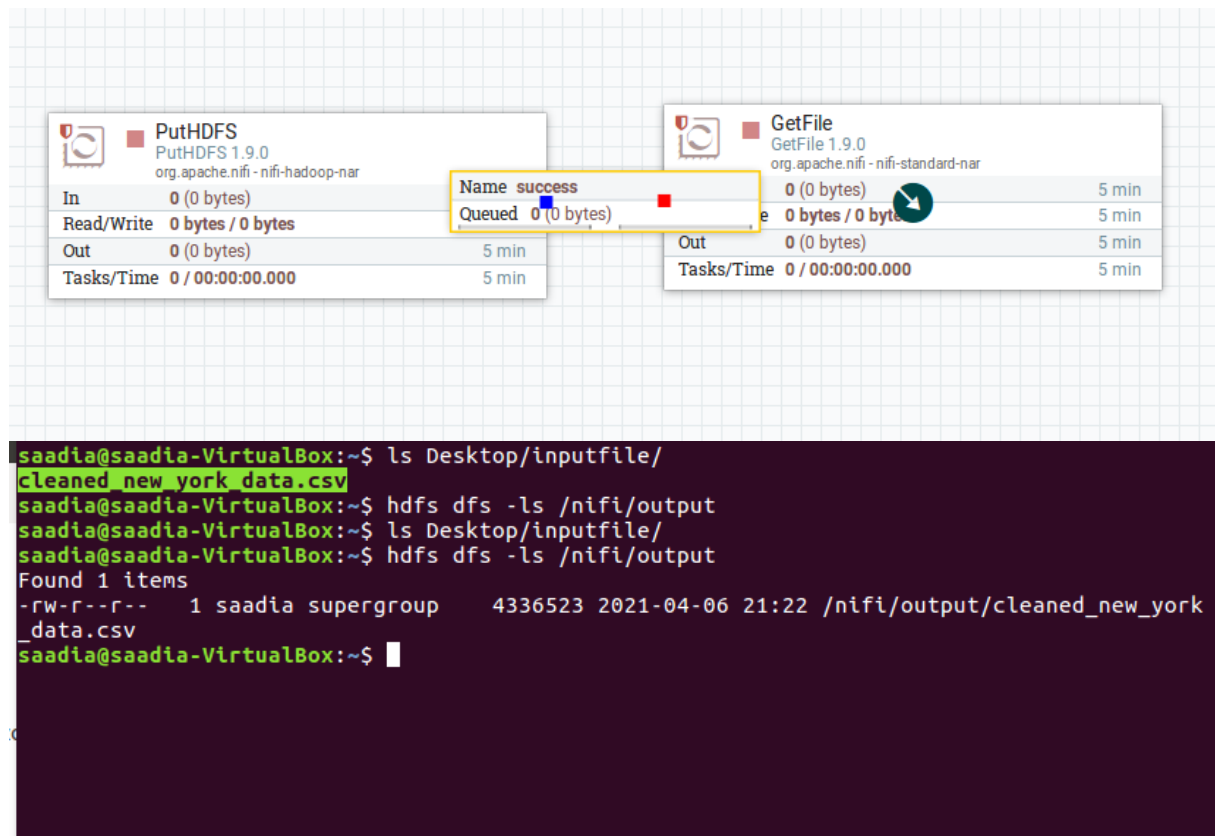 PutHDFS
PutHDFS 1.9.0
org.apache.nifi - nifi-hadoop-nar
In 0 (0 bytes)
Read/Write 0 bytes / 0 bytes
Out 0 (0 bytes) 5 min
Tasks/Time 0 / 00:00:00.000 5 min
Name success
Queued 0 (0 bytes)
GetFile
GetFile 1.9.0
org.apache.nifi - nifi-standard-nar
0 (0 bytes) 5 min
e 0 bytes / 0 byte 5 min
Out 0 (0 bytes) 5 min
Tasks/Time 0 / 00:00:00.000 5 min
saadia@saadia-VirtualBox:~$ ls Desktop/inputfile/
cleaned_new_york_data.csv
saadia@saadia-VirtualBox:~$ hdfs dfs -ls /nifi/output
saadia@saadia-VirtualBox:~$ ls Desktop/inputfile/
saadia@saadia-VirtualBox:~$ hdfs dfs -ls /nifi/output
Found 1 items
-rw-r--r-- 1 saadia supergroup 4336523 2021-04-06 21:22 /nifi/output/cleaned_new_york
_data.csv
saadia@saadia-VirtualBox:~$